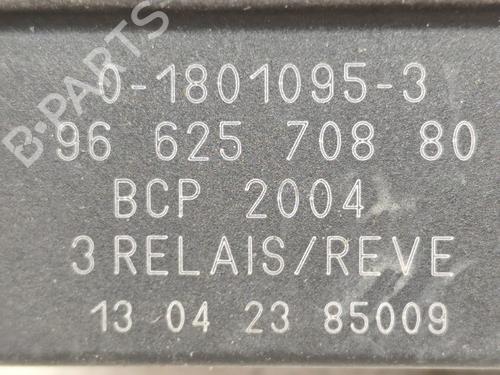 B-PARTS
0-1801095-3
96 625 708 80
BCP 2004
3 RELAIS/REVE
13 04 23 85009